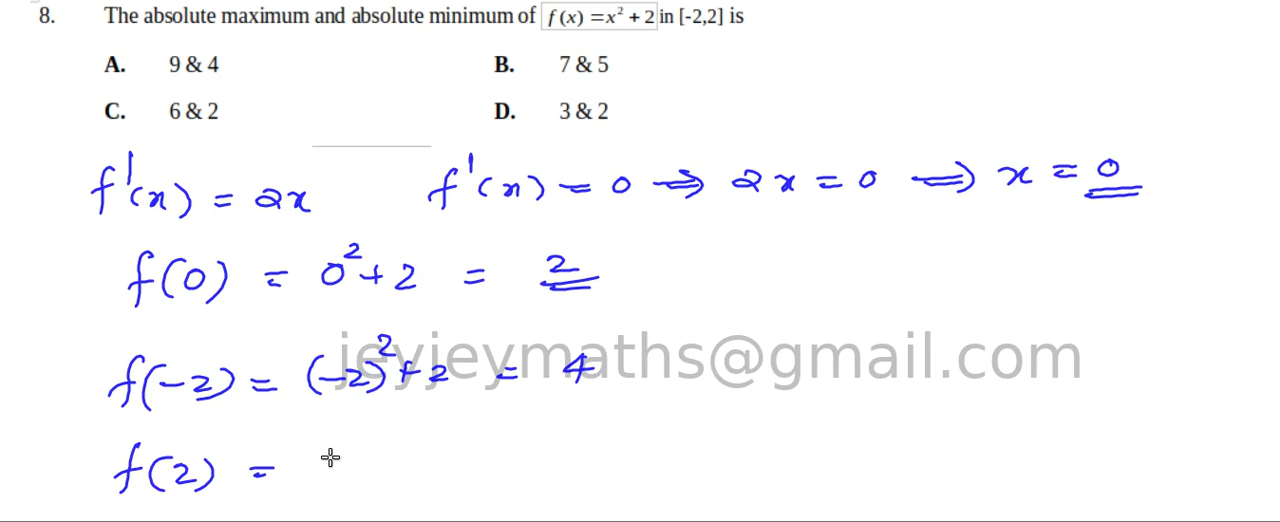 8. The absolute maximum and absolute minimum of f(x) =x² + 2 in [-2,2] is
A. 9 & 4 B. 7 & 5
C. 6 & 2 D. 3 & 2
f'(x) = 2x f'(x) = 0 ⟹ 2x = 0 ⟹ x = 0
f(0) = 0² + 2 = 2
f(-2) = (-2)² + 2 = 4
jeyjeymaths@gmail.com
f(2) =